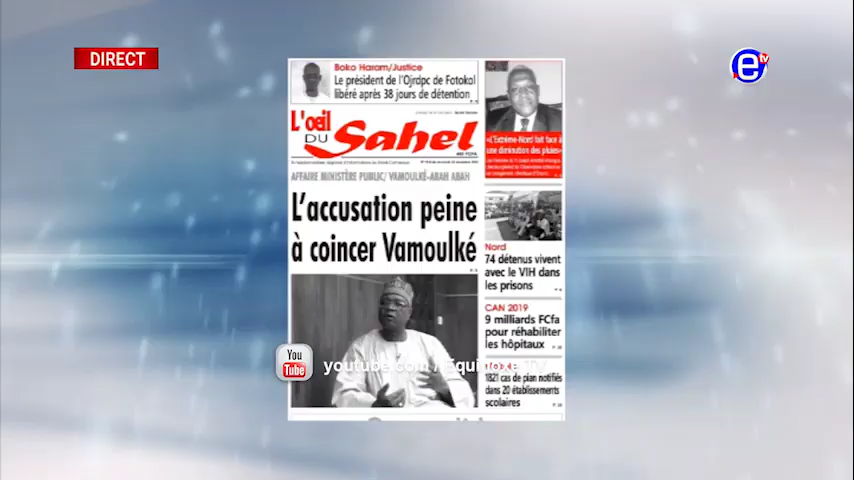 DIRECT
e tv
Boko Haram/Justice
Le président de l'Ojrdpc de Fotokol
libéré après 38 jours de détention
L'oeil
DU
Sahel
AFFAIRE MINISTÈRE PUBLIC/ VAMOULKÉ-ABAH ABAH
L'accusation peine
à coincer Vamoulké
«L'Extrême-Nord fait face à
une diminution des pluies»
Nord
74 détenus vivent
avec le VIH dans
les prisons
CAN 2019
9 milliards FCfa
pour réhabiliter
les hôpitaux
1821 cas de pian notifiés
dans 20 établissements
scolaires
You
Tube
youtube.com / Equinoxe TV